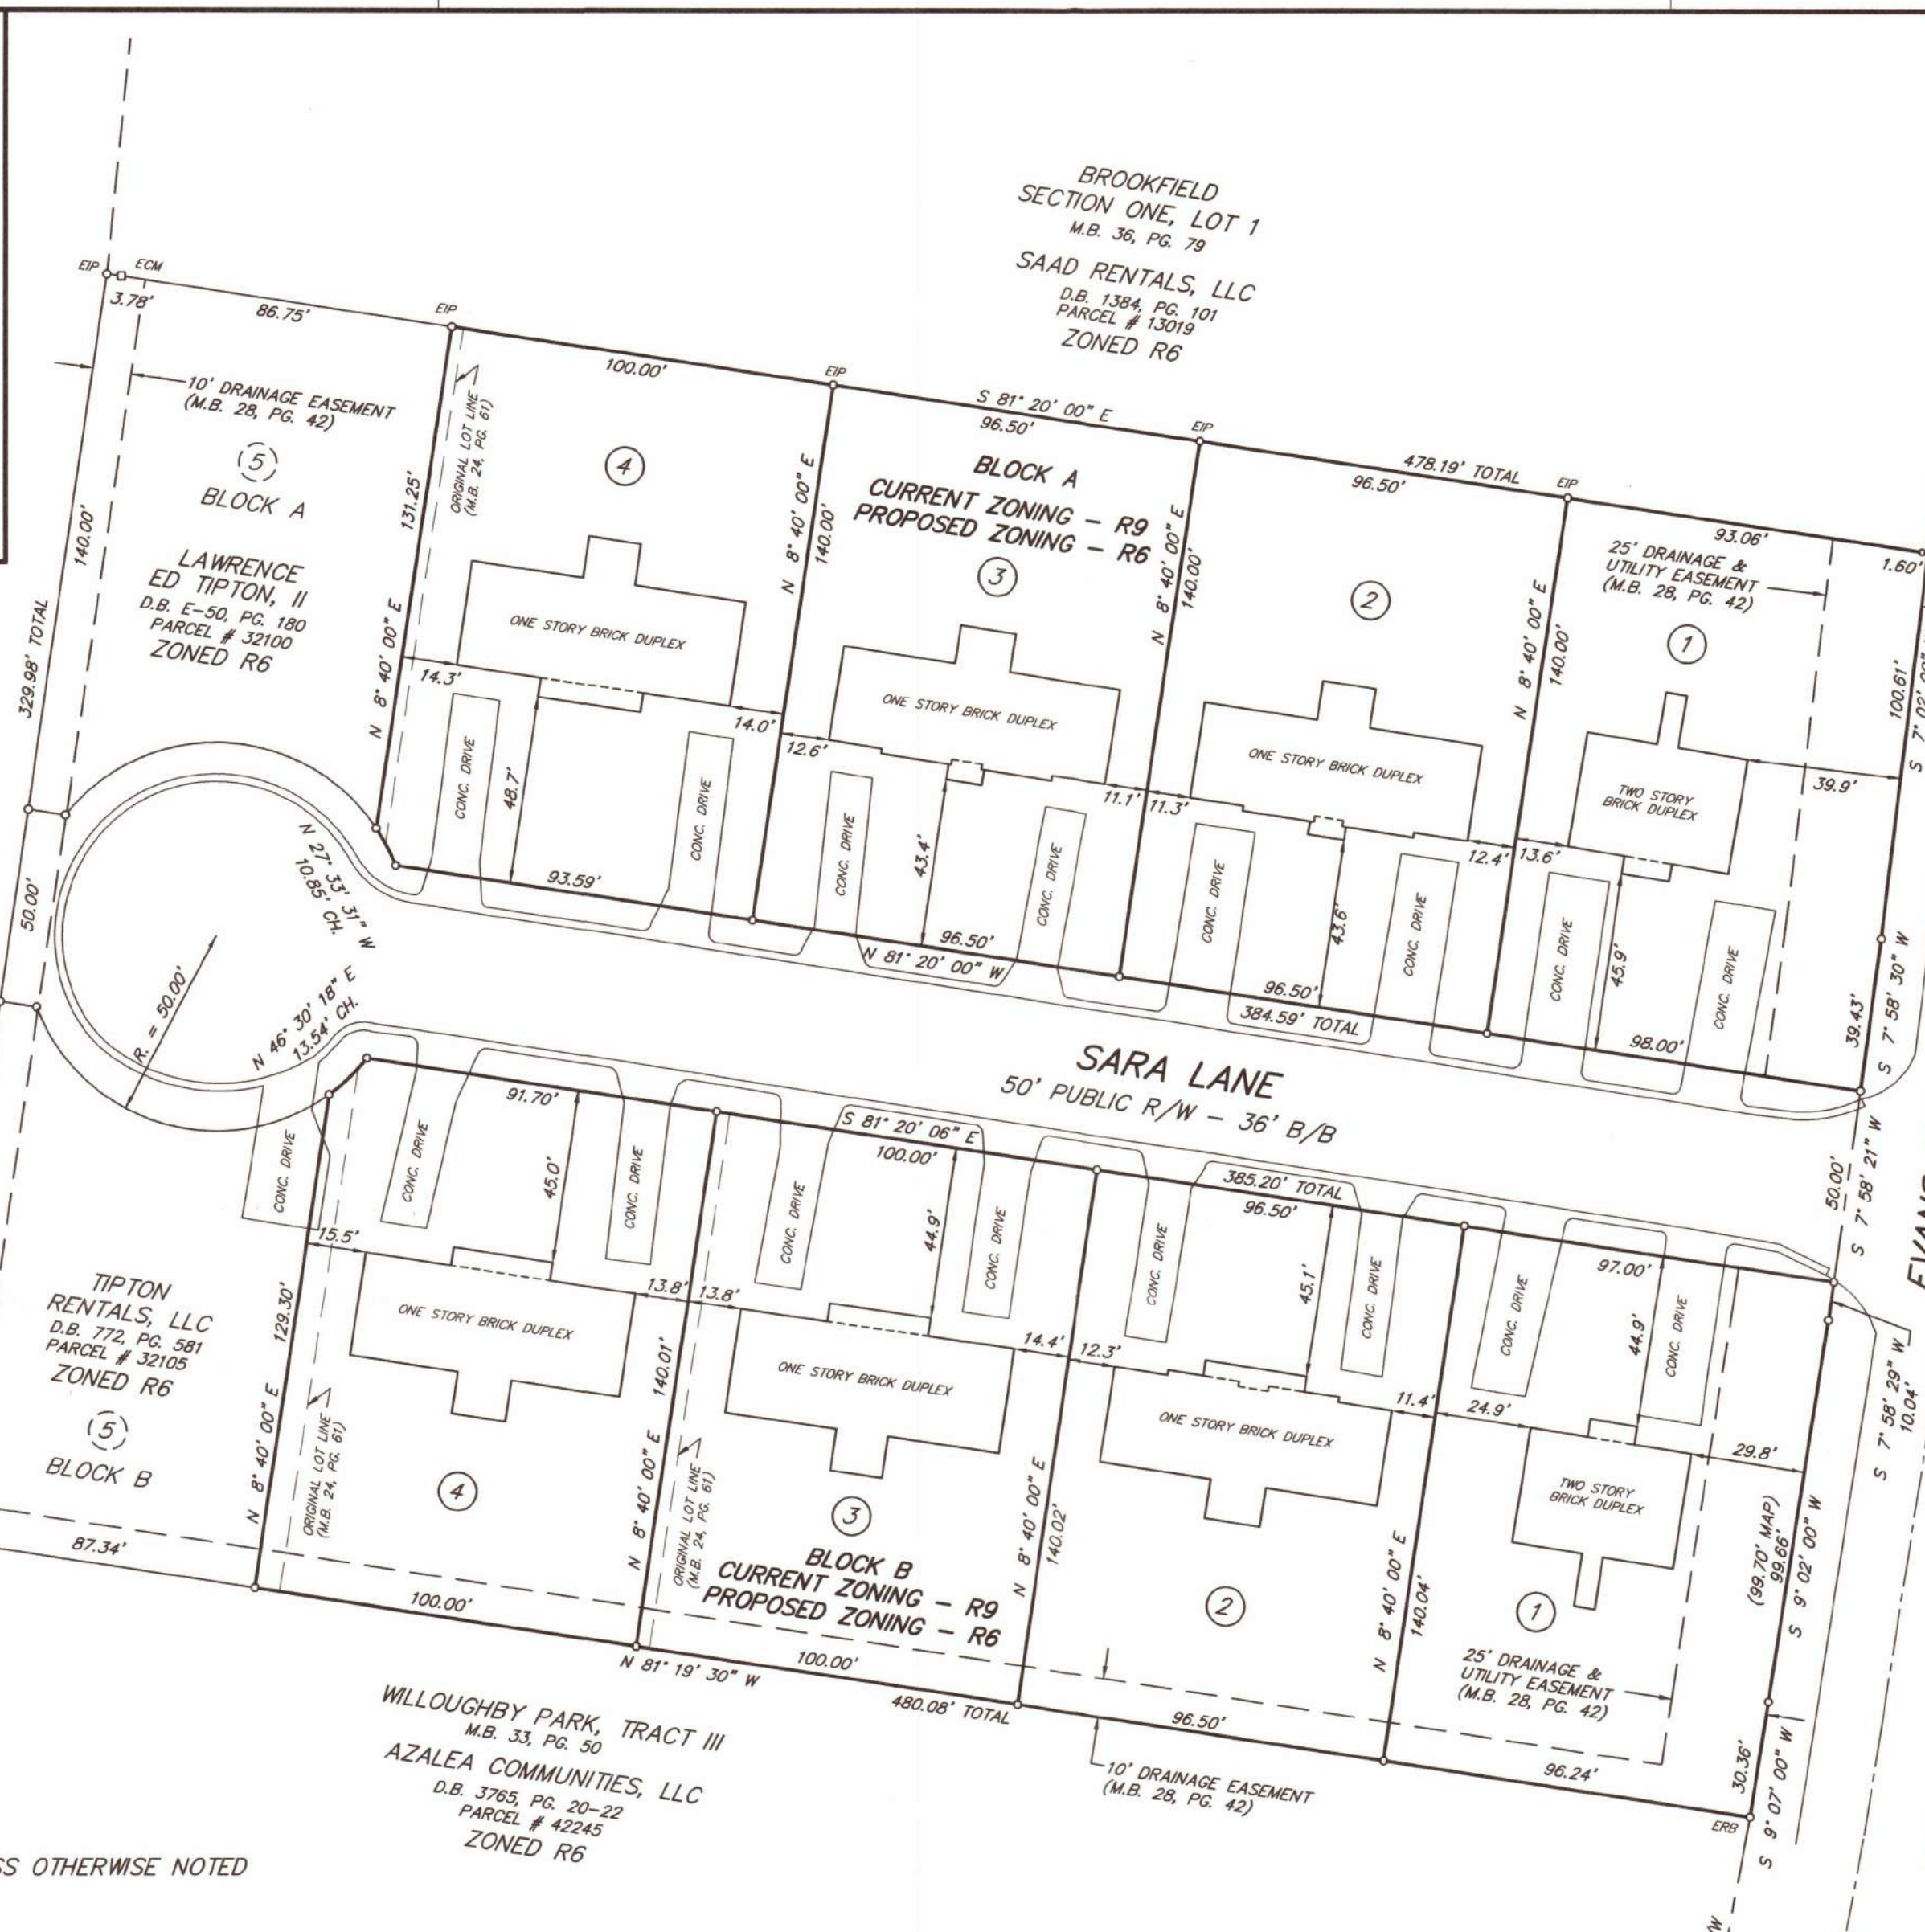 BROOKFIELD
SECTION ONE, LOT 1
M.B. 36, PG. 79
SAAD RENTALS, LLC
D.B. 1384, PG. 101
PARCEL # 13019
ZONED R6
EIP
ECM
3.78'
86.75'
EIP
100.00'
EIP
S 81° 20' 00" E
96.50'
EIP
478.19' TOTAL
96.50'
EIP
93.06'
1.60'
10' DRAINAGE EASEMENT
(M.B. 28, PG. 42)
5
BLOCK A
LAWRENCE
ED TIPTON, II
D.B. E-50, PG. 180
PARCEL # 32100
ZONED R6
140.00'
329.98' TOTAL
50.00'
131.25'
N 8° 40' 00" E
ORIGINAL LOT LINE
(M.B. 24, PG. 61)
4
ONE STORY BRICK DUPLEX
14.3'
14.0'
CONC. DRIVE
48.7'
CONC. DRIVE
93.59'
N 8° 40' 00" E
140.00'
BLOCK A
CURRENT ZONING - R9
PROPOSED ZONING - R6
3
ONE STORY BRICK DUPLEX
12.6'
11.1'
CONC. DRIVE
43.4'
CONC. DRIVE
96.50'
N 81° 20' 00" W
N 8° 40' 00" E
140.00'
2
ONE STORY BRICK DUPLEX
11.3'
12.4'
CONC. DRIVE
43.6'
CONC. DRIVE
96.50'
384.59' TOTAL
N 8° 40' 00" E
140.00'
25' DRAINAGE &
UTILITY EASEMENT
(M.B. 28, PG. 42)
1
TWO STORY
BRICK DUPLEX
13.6'
39.9'
CONC. DRIVE
45.9'
CONC. DRIVE
98.00'
100.61'
S 7° 02'
39.43'
S 7° 58' 30" W
N 27° 33' 31" W
10.85' CH.
R. = 50.00'
N 46° 30' 18" E
13.54' CH.
SARA LANE
50' PUBLIC R/W - 36' B/B
50.00'
S 7° 58' 21" W
CONC. DRIVE
TIPTON
RENTALS, LLC
D.B. 772, PG. 581
PARCEL # 32105
ZONED R6
5
BLOCK B
87.34'
129.30'
N 8° 40' 00" E
91.70'
CONC. DRIVE
45.0'
CONC. DRIVE
15.5'
13.8'
ONE STORY BRICK DUPLEX
ORIGINAL LOT LINE
(M.B. 24, PG. 61)
4
100.00'
140.01'
N 8° 40' 00" E
S 81° 20' 06" E
100.00'
CONC. DRIVE
44.9'
CONC. DRIVE
13.8'
14.4'
ONE STORY BRICK DUPLEX
ORIGINAL LOT LINE
(M.B. 24, PG. 61)
3
BLOCK B
CURRENT ZONING - R9
PROPOSED ZONING - R6
N 81° 19' 30" W
100.00'
480.08' TOTAL
N 8° 40' 00" E
140.02'
385.20' TOTAL
96.50'
CONC. DRIVE
45.1'
CONC. DRIVE
12.3'
11.4'
ONE STORY BRICK DUPLEX
2
96.50'
10' DRAINAGE EASEMENT
(M.B. 28, PG. 42)
N 8° 40' 00" E
140.04'
97.00'
CONC. DRIVE
44.9'
CONC. DRIVE
24.9'
29.8'
TWO STORY
BRICK DUPLEX
1
25' DRAINAGE &
UTILITY EASEMENT
(M.B. 28, PG. 42)
96.24'
ERB
S 7° 58' 29" W
10.04'
(99.70' MAP)
99.66'
S 9° 02' 00" W
30.36'
S 9° 07' 00" W
WILLOUGHBY PARK, TRACT III
M.B. 33, PG. 50
AZALEA COMMUNITIES, LLC
D.B. 3765, PG. 20-22
PARCEL # 42245
ZONED R6
OTHERWISE NOTED